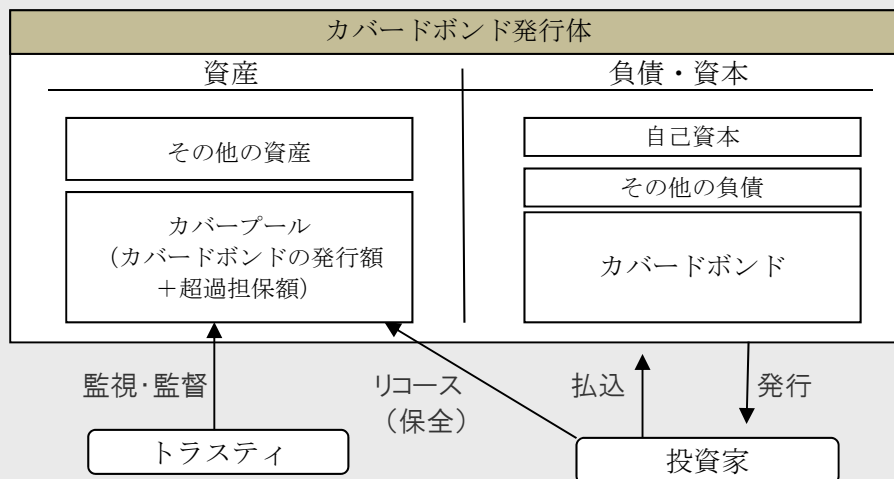 カバードボンド発行体
資産
負債・資本
その他の資産
自己資本
その他の負債
カバープール
（カバードボンドの発行額
＋超過担保額）
カバードボンド
監視･監督
リコース
（保全）
払込
発行
トラスティ
投資家